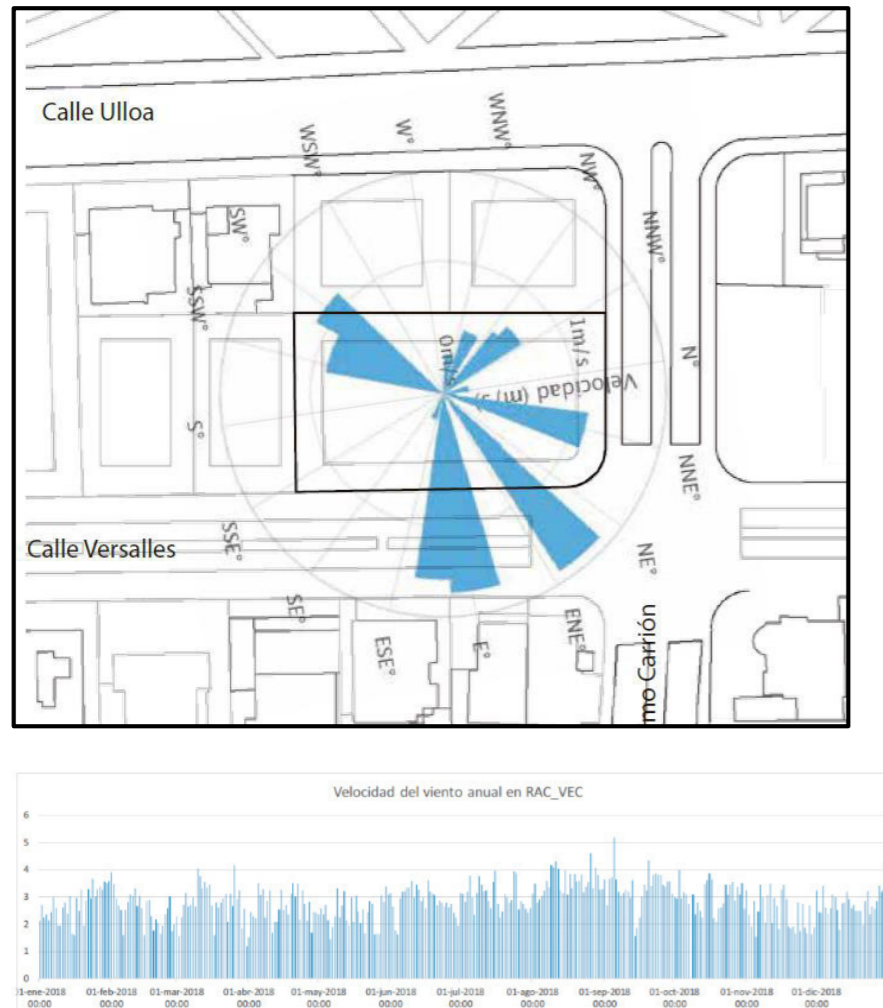 Calle Ulloa
WSW°
W°
WNW°
NW°
SW°
NNW°
SSW°
0m/s
1m/s
N°
Velocidad (m/s)
S°
NNE°
Calle Versalles
SSE°
NE°
SE°
ESE°
E°
ENE°
mo Carrión
Velocidad del viento anual en RAC_VEC
6
5
4
3
2
1
0
01-ene-2018 01-feb-2018 01-mar-2018 01-abr-2018 01-may-2018 01-jun-2018 01-jul-2018 01-ago-2018 01-sep-2018 01-oct-2018 01-nov-2018 01-dic-2018
00:00 00:00 00:00 00:00 00:00 00:00 00:00 00:00 00:00 00:00 00:00 00:00